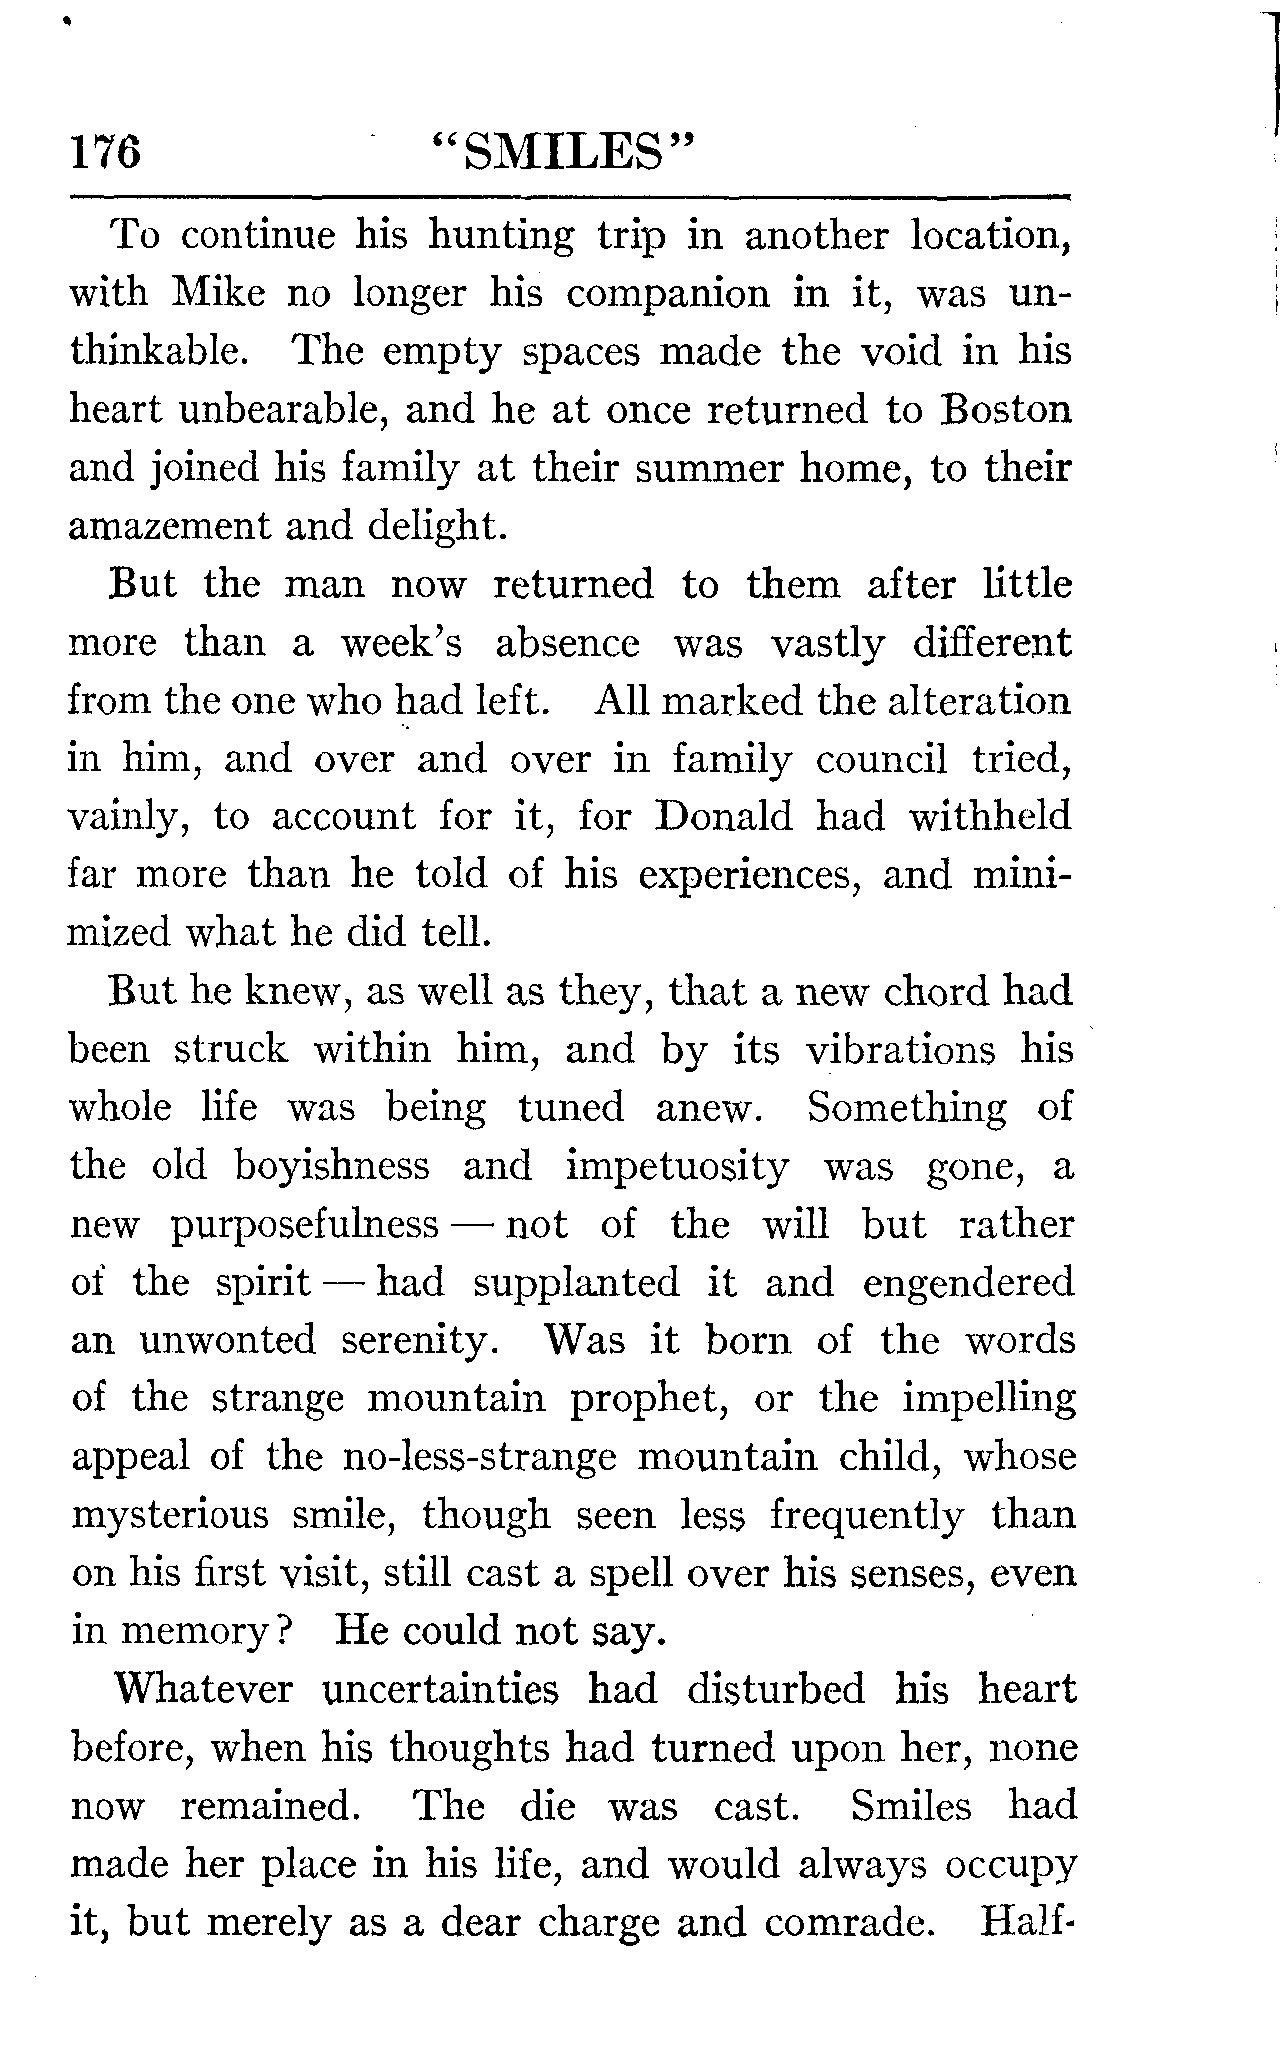 176 "SMILES"
To continue his hunting trip in another location,
with Mike no longer his companion in it, was un-
thinkable. The empty spaces made the void in his
heart unbearable, and he at once returned to Boston
and joined his family at their summer home, to their
amazement and delight.
But the man now returned to them after little
more than a week's absence was vastly different
from the one who had left. All marked the alteration
in him, and over and over in family council tried,
vainly, to account for it, for Donald had withheld
far more than he told of his experiences, and mini-
mized what he did tell.
But he knew, as well as they, that a new chord had
been struck within him, and by its vibrations his
whole life was being tuned anew. Something of
the old boyishness and impetuosity was gone, a
new purposefulness — not of the will but rather
of the spirit — had supplanted it and engendered
an unwonted serenity. Was it born of the words
of the strange mountain prophet, or the impelling
appeal of the no-less-strange mountain child, whose
mysterious smile, though seen less frequently than
on his first visit, still cast a spell over his senses, even
in memory? He could not say.
Whatever uncertainties had disturbed his heart
before, when his thoughts had turned upon her, none
now remained. The die was cast. Smiles had
made her place in his life, and would always occupy
it, but merely as a dear charge and comrade. Half-